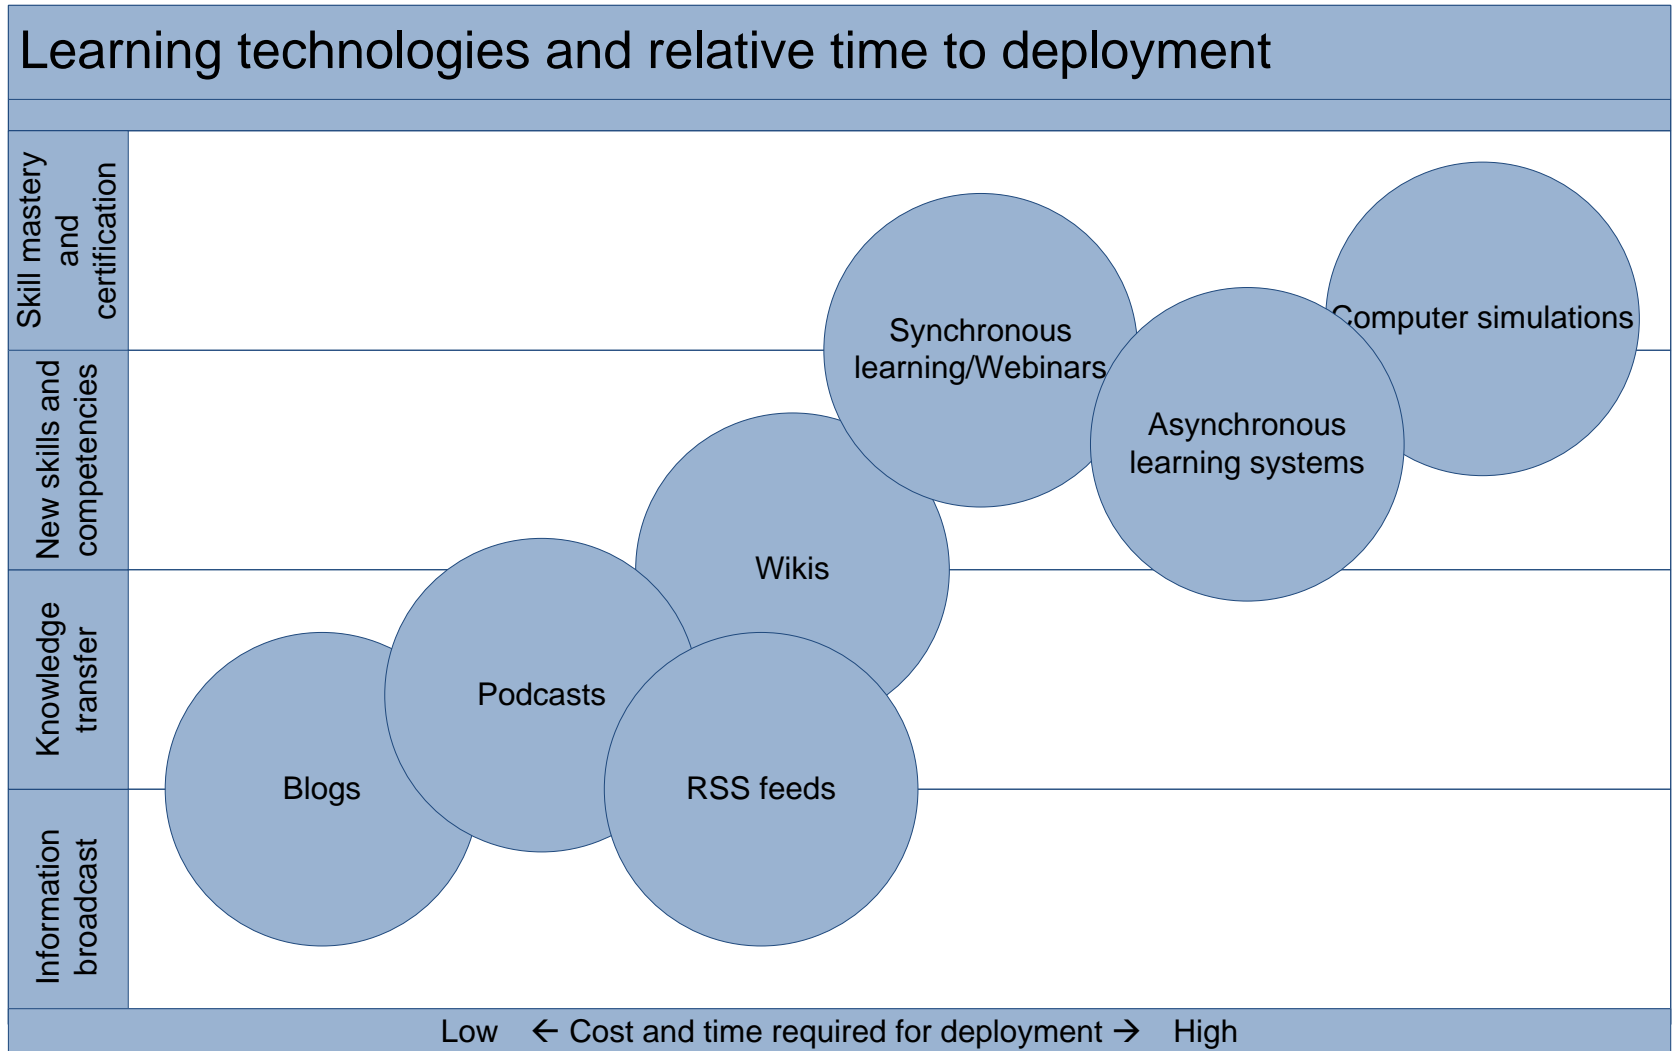 Learning technologies and relative time to deployment
Skill mastery
and
certification
New skills and
competencies
Knowledge
transfer
Information
broadcast
Synchronous
learning/Webinars
Computer simulations
Asynchronous
learning systems
Wikis
Podcasts
Blogs
RSS feeds
Low ← Cost and time required for deployment → High